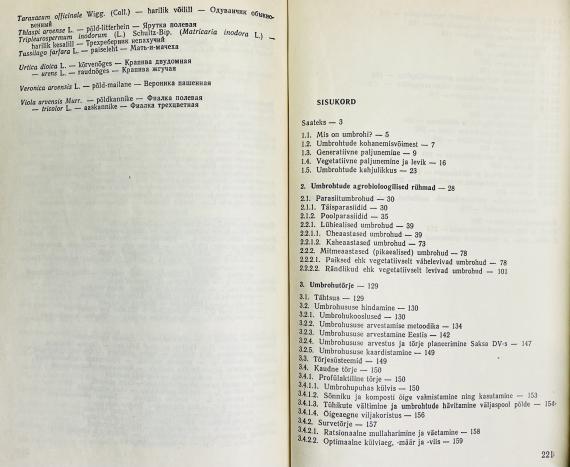 Taraxacum officinale Wigg. (Coll.) — harilik võilill — Одуванчик обыкно-
венный
Thlaspi arvense L. — põld-litterhein — Ярутка полевая
Tripleurospermum inodorum (L.) Schultz-Bip. (Matricaria inodora L.) —
harilik kesalill — Трехреберник непахучий
Tussilago farfara L. — paiseleht — Мать-и-мачеха
Urtica dioica L. — kõrvenõges — Крапива двудомная
— urens L. — raudnõges — Крапива жгучая
Veronica arvensis L. — põld-mailane — Вероника пашенная
Viola arvensis Murr. — põldkannike — Фиалка полевая
— tricolor L. — aaskannike — Фиалка трехцветная
SISUKORD
Saateks — 3
1.1. Mis on umbrohi? — 5
1.2. Umbrohtude kohanemisvõimest — 7
1.3. Generatiivne paljunemine — 9
1.4. Vegetatiivne paljunemine ja levik — 16
1.5. Umbrohtude kahjulikkus — 23
2. Umbrohtude agrobioloogilised rühmad — 28
2.1. Parasiitumbrohud — 30
2.1.1. Täisparasiidid — 30
2.1.2. Poolparasiidid — 35
2.2.1. Lühiealised umbrohud — 39
2.2.1.1. Üheaastased umbrohud — 39
2.2.1.2. Kaheaastased umbrohud — 73
2.2.2. Mitmeaastased (pikaealised) umbrohud — 78
2.2.2.1. Paiksed ehk vegetatiivselt vähelevivad umbrohud — 78
2.2.2.2. Rändlikud ehk vegetatiivselt levivad umbrohud — 101
3. Umbrohutõrje — 129
3.1. Tähtsus — 129
3.2. Umbrohususe hindamine — 130
3.2.1. Umbrohukooslused — 130
3.2.2. Umbrohususe arvestamise metoodika — 134
3.2.3. Umbrohususe arvestamine Eestis — 142
3.2.4. Umbrohususe arvestus ja tõrje planeerimine Saksa DV-s — 147
3.2.5. Umbrohususe kaardistamine — 149
3.3. Tõrjesüsteemid — 149
3.4. Kaudne tõrje — 150
3.4.1. Profülaktiline tõrje — 150
3.4.1.1. Umbrohupuhas külvis — 150
3.4.1.2. Sõnniku ja komposti õige valmistamine ning kasutamine — 153
3.4.1.3. Tühikute vältimine ja umbrohtude hävitamine väljaspool põlde — 154
3.4.1.4. Õigeaegne viljakoristus — 156
3.4.2. Survetõrje — 157
3.4.2.1. Ratsionaalne mullaharimine ja väetamine — 158
3.4.2.2. Optimaalne külviaeg, -määr ja -viis — 159
221